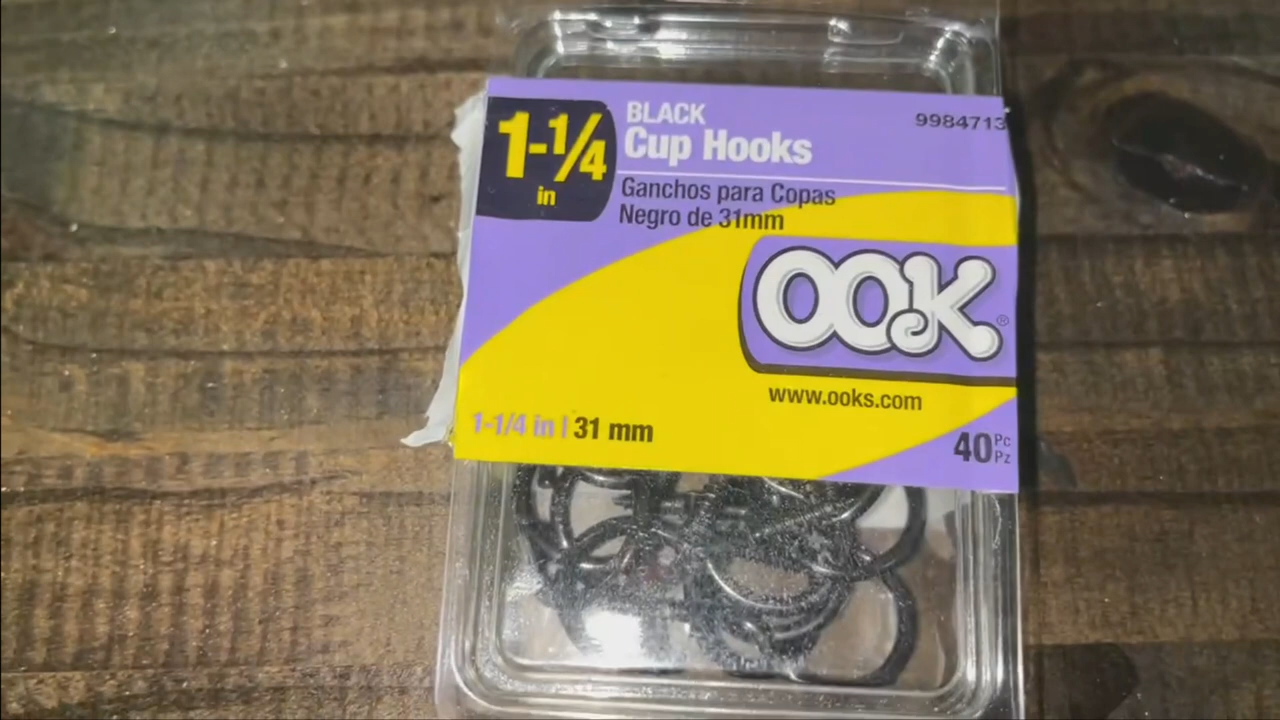 1-1/4
in
BLACK
Cup Hooks
9984713
Ganchos para Copas
Negro de 31mm
OOK®
www.ooks.com
1-1/4 in | 31 mm
40 Pc
Pz